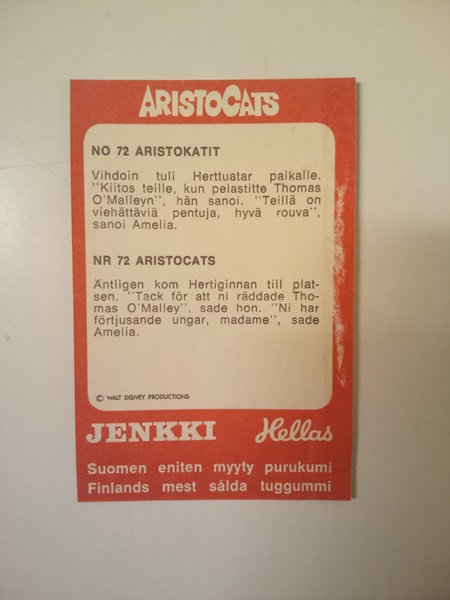 ARISTOCATS
NO 72 ARISTOKATIT
Vihdoin tuli Herttuatar paikalle.
"Kiitos teille, kun pelastitte Thomas
O'Malleyn", hän sanoi. "Teillä on
viehättäviä pentuja, hyvä rouva",
sanoi Amelia.
NR 72 ARISTOCATS
Äntligen kom Hertiginnan till plat-
sen. "Tack för att ni räddade Tho-
mas O'Malley", sade hon. "Ni har
förtjusande ungar, madame", sade
Amelia.
© WALT DISNEY PRODUCTIONS
JENKKI Hellas
Suomen eniten myyty purukumi
Finlands mest sålda tuggummi